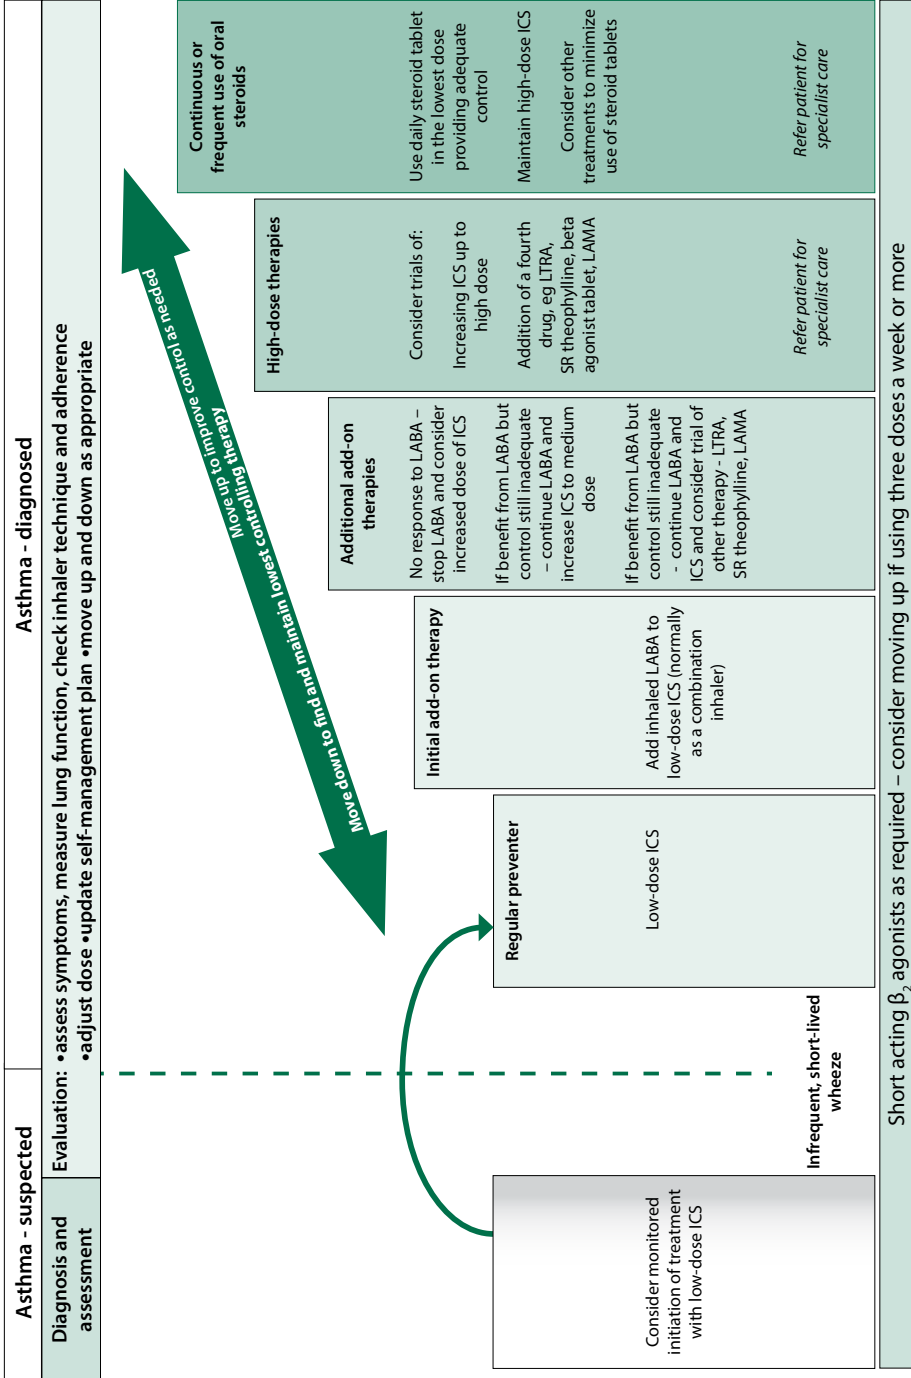 Asthma - suspected
Asthma - diagnosed
Diagnosis and
assessment
Evaluation: •assess symptoms, measure lung function, check inhaler technique and adherence
•adjust dose •update self-management plan •move up and down as appropriate
Move up to improve control as needed
Move down to find and maintain lowest controlling therapy
Consider monitored
initiation of treatment
with low-dose ICS
Infrequent, short-lived
wheeze
Regular preventer
Low-dose ICS
Initial add-on therapy
Add inhaled LABA to
low-dose ICS (normally
as a combination
inhaler)
Additional add-on
therapies
No response to LABA –
stop LABA and consider
increased dose of ICS
If benefit from LABA but
control still inadequate
– continue LABA and
increase ICS to medium
dose
If benefit from LABA but
control still inadequate
- continue LABA and
ICS and consider trial of
other therapy - LTRA,
SR theophylline, LAMA
High-dose therapies
Consider trials of:
Increasing ICS up to
high dose
Addition of a fourth
drug, eg LTRA,
SR theophylline, beta
agonist tablet, LAMA
Refer patient for
specialist care
Continuous or
frequent use of oral
steroids
Use daily steroid tablet
in the lowest dose
providing adequate
control
Maintain high-dose ICS
Consider other
treatments to minimize
use of steroid tablets
Refer patient for
specialist care
Short acting β₂ agonists as required – consider moving up if using three doses a week or more